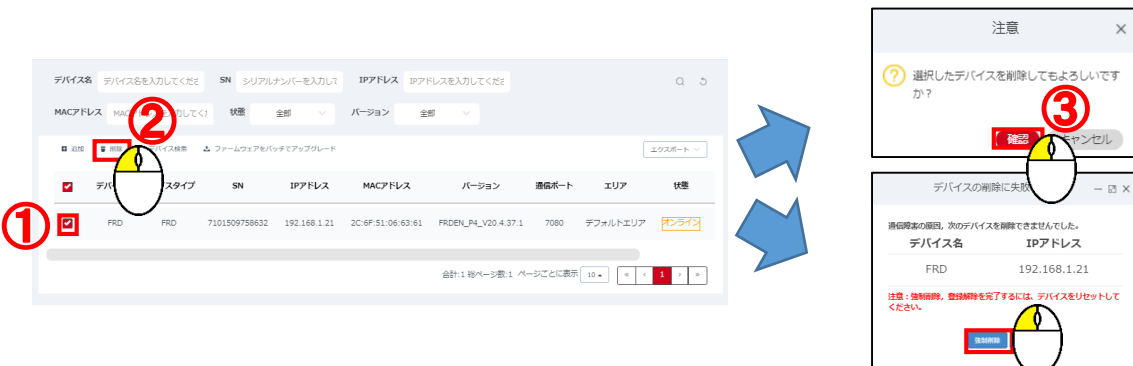 デバイス名 デバイス名を入力してくださ SN シリアルナンバーを入力して IPアドレス IPアドレスを入力してくださ
MACアドレス MAC 入力してく 状態 全部 バージョン 全部
②
追加 削除 バイス検索 ファームウェアをバッチでアップグレード エクスポート
デバ スタイプ SN IPアドレス MACアドレス バージョン 通信ポート エリア 状態
①
FRD FRD 7101509758632 192.168.1.21 2C:6F:51:06:63:61 FRDEN_P4_V20.4.37.1 7080 デフォルトエリア オンライン
合計:1 総ページ数:1 ページごとに表示 10 « ‹ 1 › »
注意 ×
選択したデバイスを削除してもよろしいです
か？
③
確認 キャンセル
デバイスの削除に失敗 ×
通信障害の原因，次のデバイスを削除できませんでした。
デバイス名 IPアドレス
FRD 192.168.1.21
注意：強制削除，登録解除を完了するには、デバイスをリセットして
ください。
強制削除